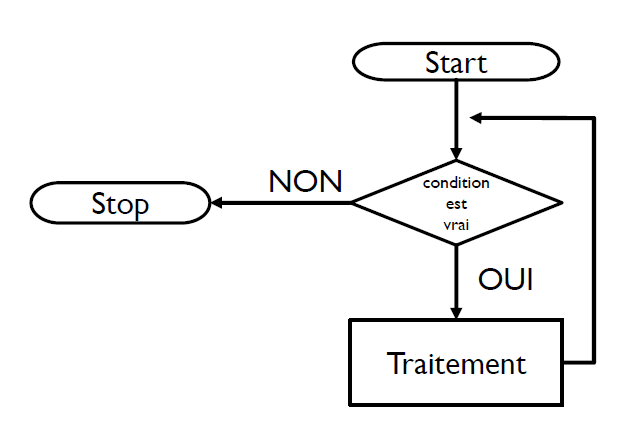 Start
NON
condition
est
vrai
Stop
OUI
Traitement